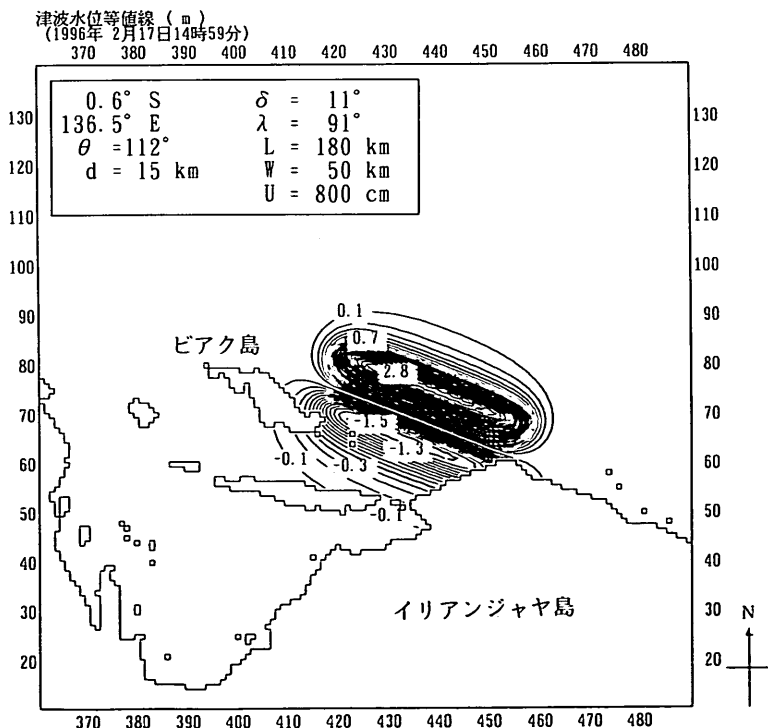 津波水位等値線 ( m )
(1996年 2月17日14時59分)
370 380 390 400 410 420 430 440 450 460 470 480
0.6° S δ = 11°
136.5° E λ = 91°
θ =112° L = 180 km
d = 15 km W = 50 km
U = 800 cm
130 130
120 120
110 110
100 100
90 0.1 90
ビアク島 0.7
80 2.8 80
70 -1.5 70
-0.1 -0.3 -1.3
60 60
50 -0.1 50
40 40
30 イリアンジャヤ島 30 N
20 20
370 380 390 400 410 420 430 440 450 460 470 480